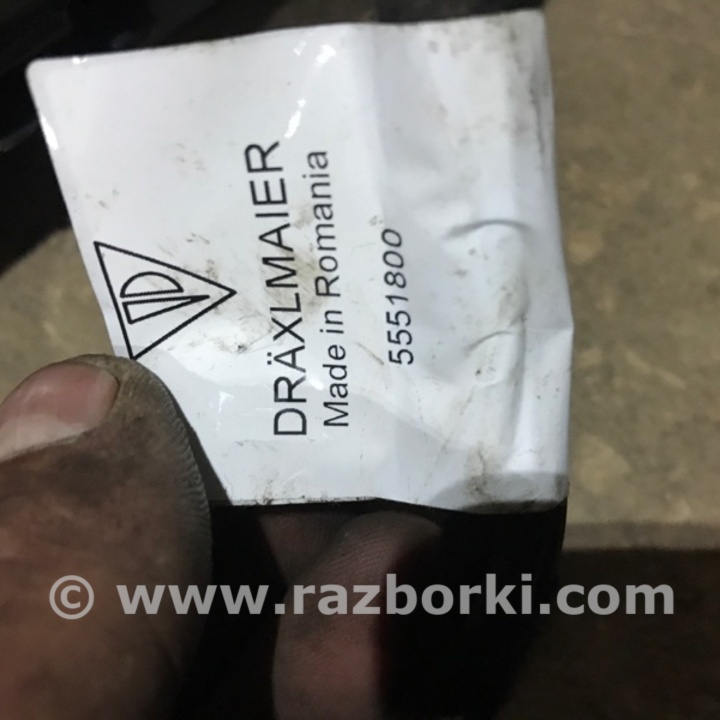 DRÄXLMAIER
Made in Romania
5551800
© www.razborki.com